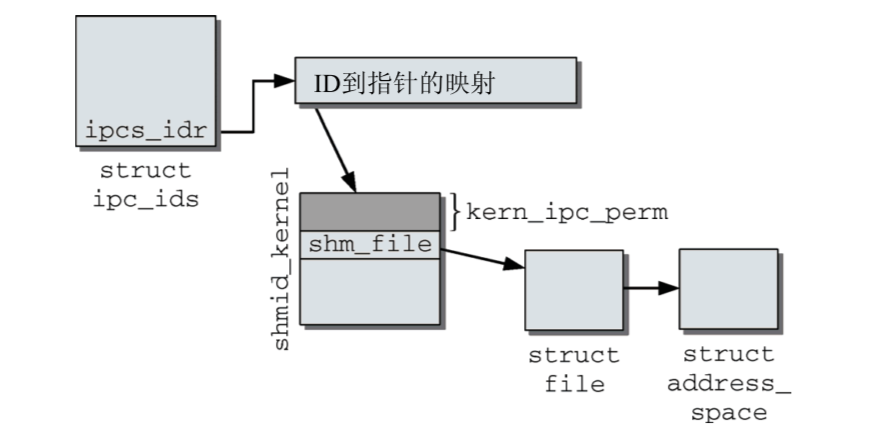 ID到指针的映射
ipcs_idr
struct
ipc_ids
shmid_kernel
kern_ipc_perm
shm_file
struct
file
struct
address_
space